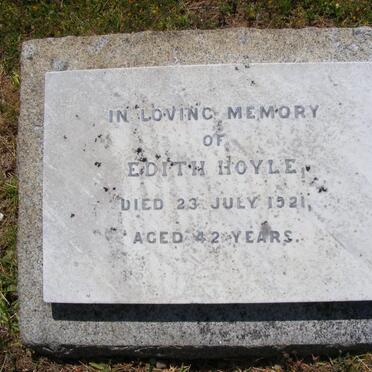 IN LOVING MEMORY
OF
EDITH HOYLE,
DIED 23 JULY 1921,
AGED 42 YEARS.